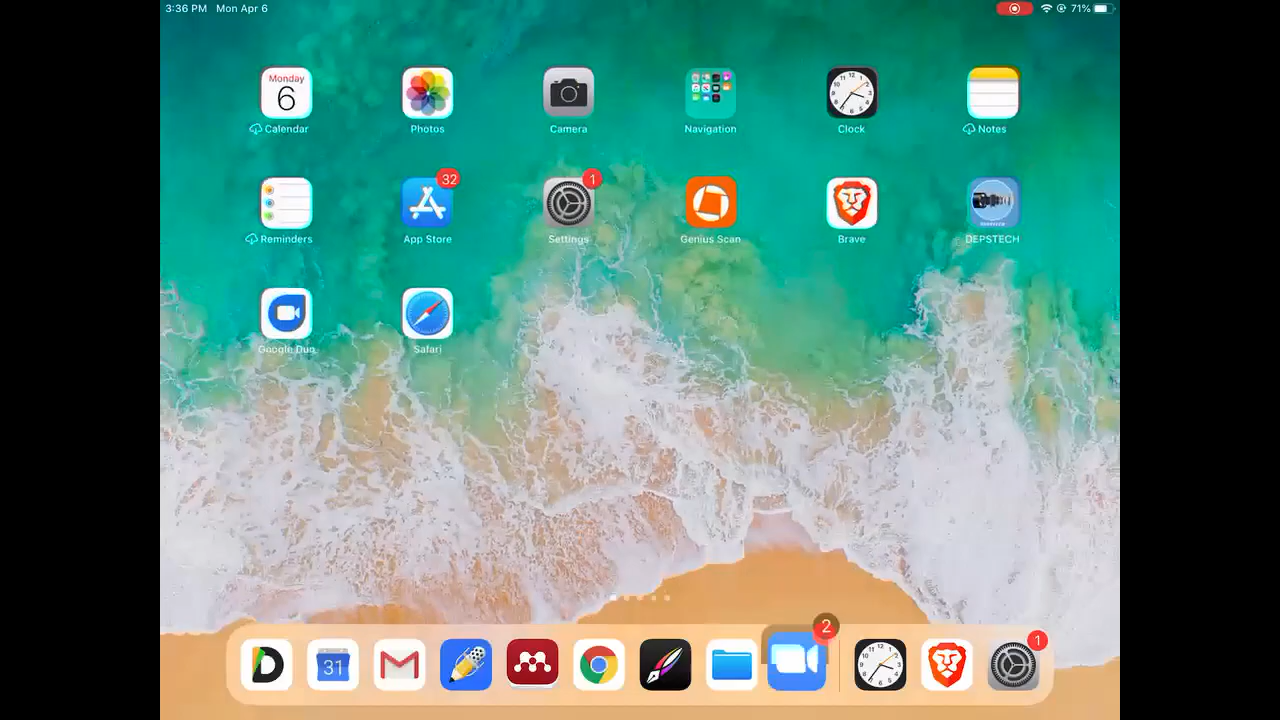 3:36 PM Mon Apr 6
71%
Monday
6
Calendar
Photos
Camera
Navigation
Clock
Notes
32
1
Reminders
App Store
Settings
Genius Scan
Brave
DEPSTECH
Google Duo
Safari
31
2
1